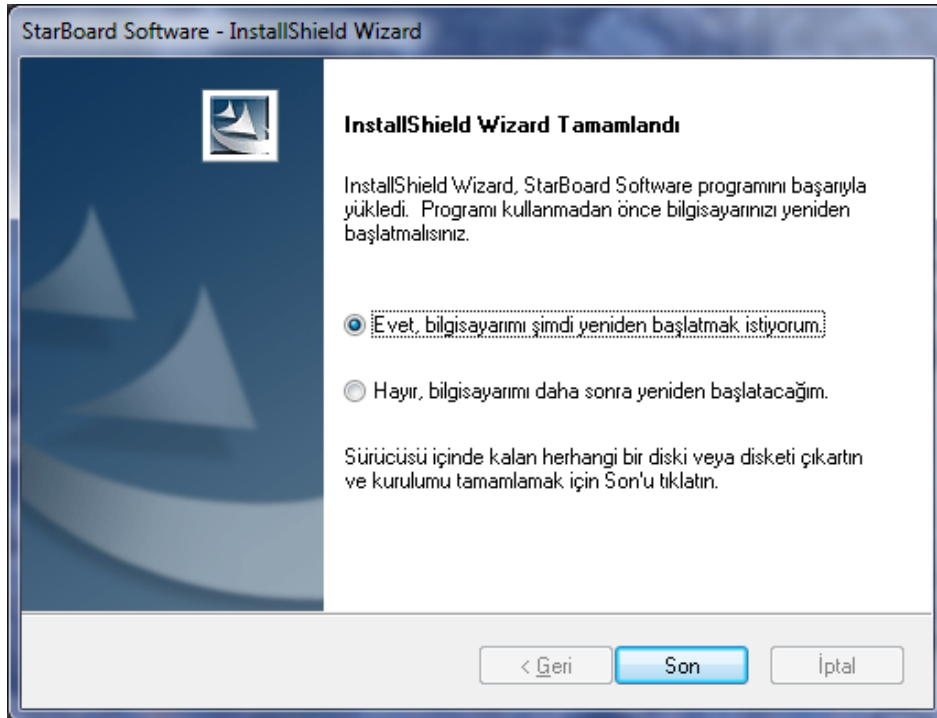 StarBoard Software - InstallShield Wizard
InstallShield Wizard Tamamlandı
InstallShield Wizard, StarBoard Software programını başarıyla
yükledi. Programı kullanmadan önce bilgisayarınızı yeniden
başlatmalısınız.
Evet, bilgisayarımı şimdi yeniden başlatmak istiyorum.
Hayır, bilgisayarımı daha sonra yeniden başlatacağım.
Sürücüsü içinde kalan herhangi bir diski veya disketi çıkartın
ve kurulumu tamamlamak için Son'u tıklatın.
< Geri Son İptal